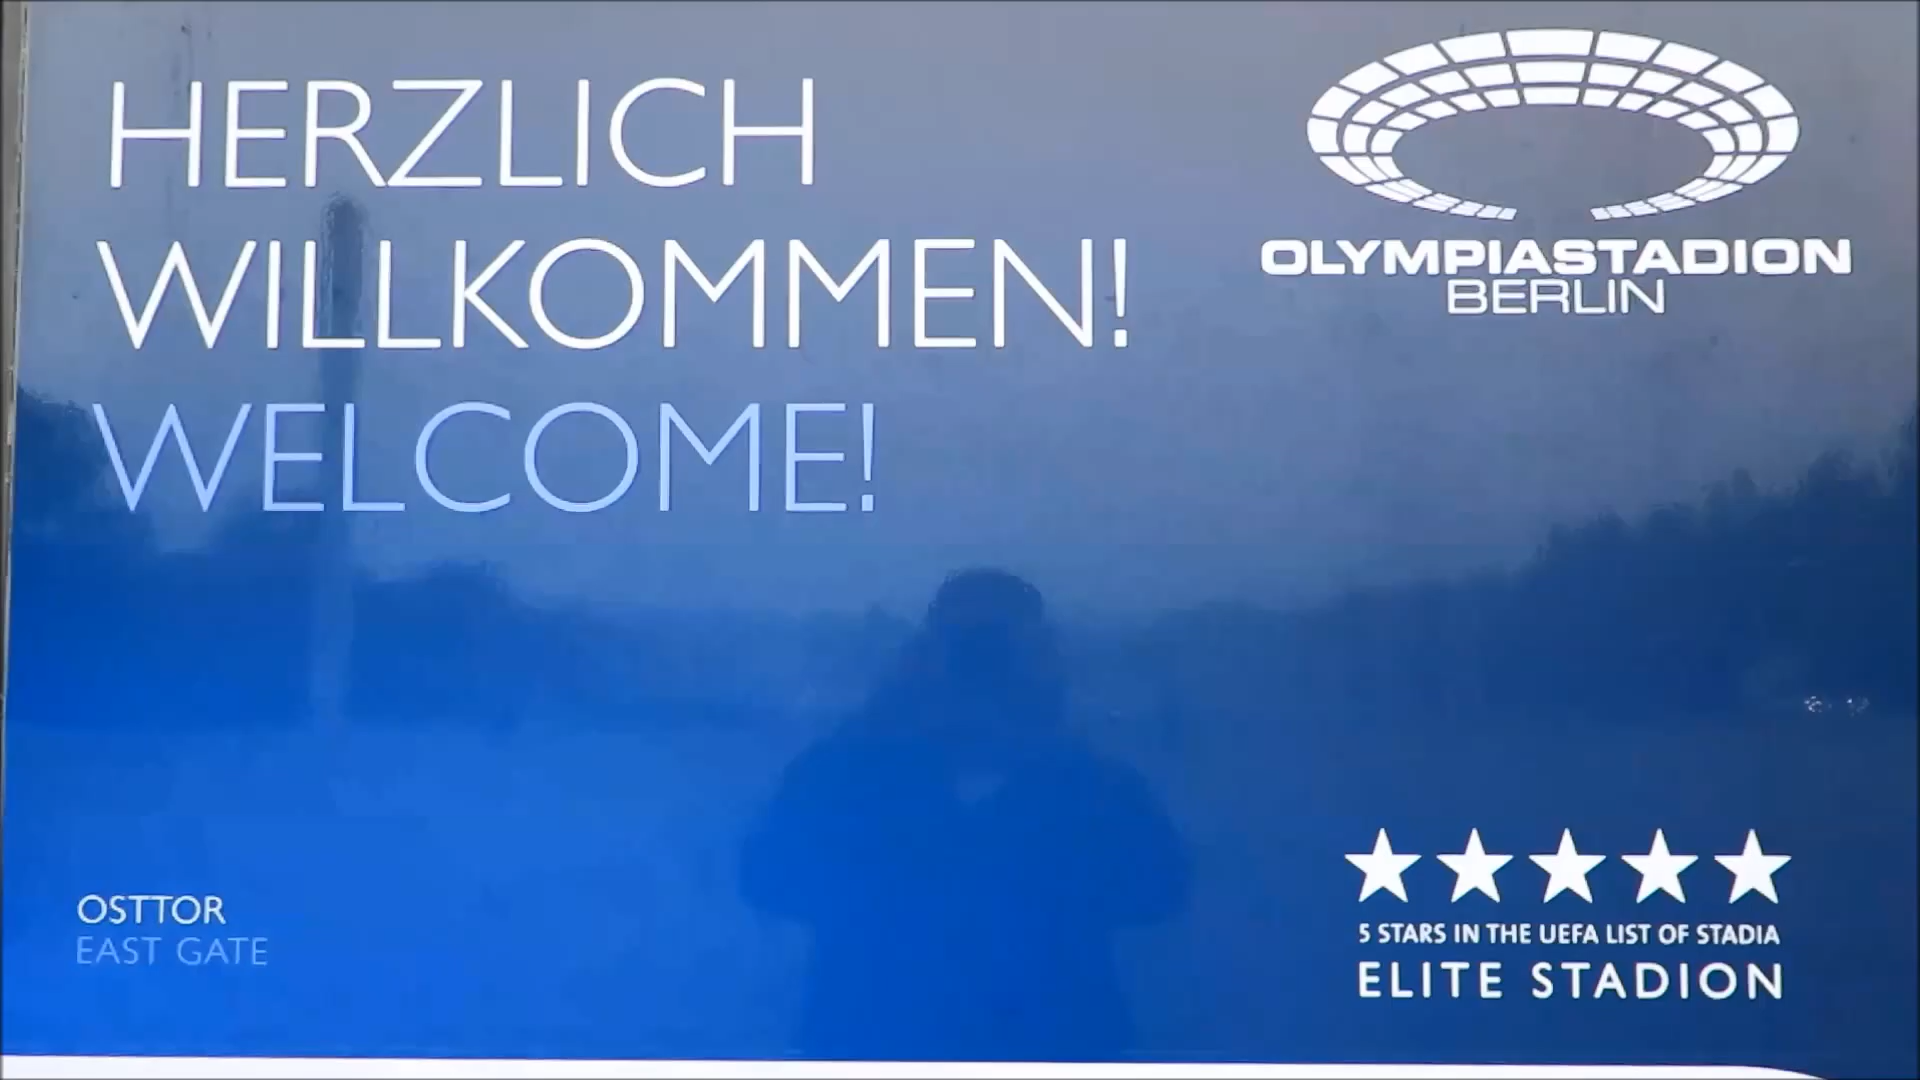 HERZLICH
WILLKOMMEN!
WELCOME!
OLYMPIASTADION
BERLIN
OSTTOR
EAST GATE
5 STARS IN THE UEFA LIST OF STADIA
ELITE STADION